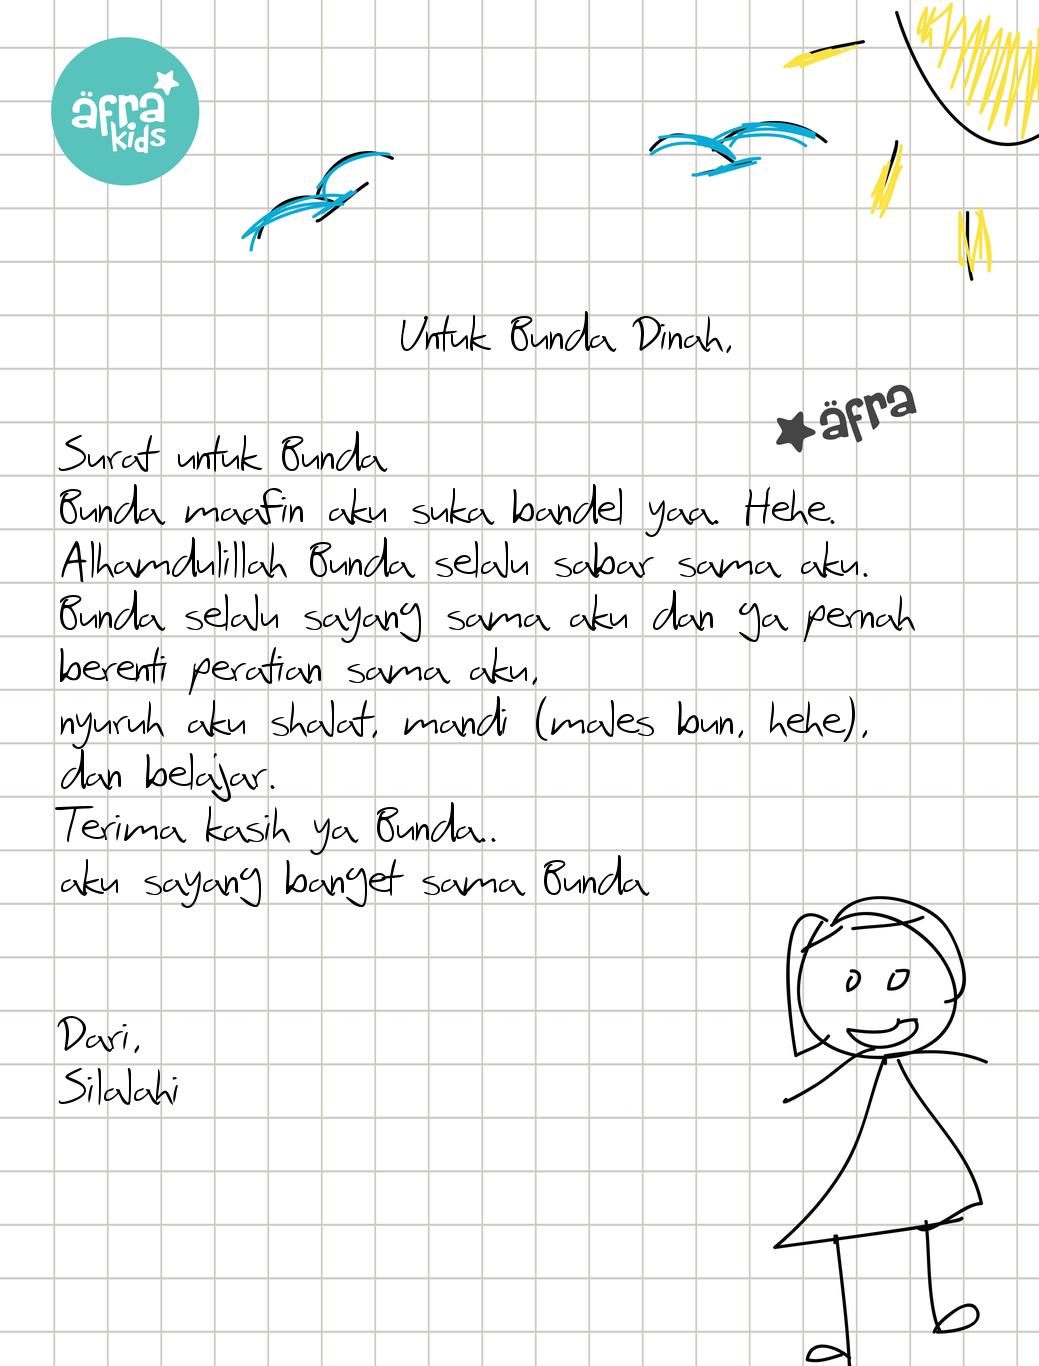 äfra
kids
Untuk Bunda Dinah,
äfra
Surat untuk Bunda
Bunda maafin aku suka bandel yaa. Hehe.
Alhamdulillah Bunda selalu sabar sama aku.
Bunda selalu sayang sama aku dan ga pernah
berenti peratian sama aku,
nyuruh aku shalat, mandi (males bun, hehe),
dan belajar.
Terima kasih ya Bunda..
aku sayang banget sama Bunda
Dari,
Silalahi